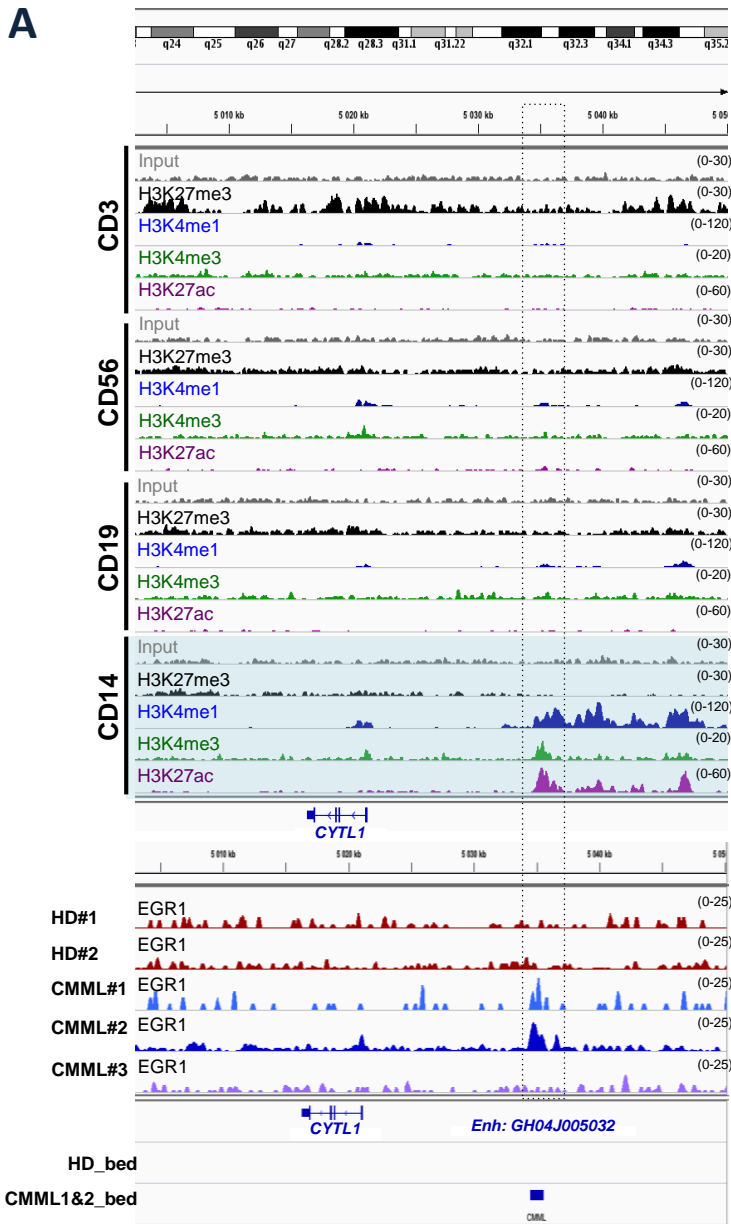 A
q24 q25 q26 q27 q28.2 q28.3 q31.1 q31.22 q32.1 q32.3 q34.1 q34.3 q35.2
5 010 kb 5 020 kb 5 030 kb 5 040 kb 5 05
CD3
Input (0-30)
H3K27me3 (0-30)
H3K4me1 (0-120)
H3K4me3 (0-20)
H3K27ac (0-60)
CD56
Input (0-30)
H3K27me3 (0-30)
H3K4me1 (0-120)
H3K4me3 (0-20)
H3K27ac (0-60)
CD19
Input (0-30)
H3K27me3 (0-30)
H3K4me1 (0-120)
H3K4me3 (0-20)
H3K27ac (0-60)
CD14
Input (0-30)
H3K27me3 (0-30)
H3K4me1 (0-120)
H3K4me3 (0-20)
H3K27ac (0-60)
CYTL1
5 010 kb 5 020 kb 5 030 kb 5 040 kb 5 05
HD#1 EGR1 (0-25)
HD#2 EGR1 (0-25)
CMML#1 EGR1 (0-25)
CMML#2 EGR1 (0-25)
CMML#3 EGR1 (0-25)
CYTL1 Enh: GH04J005032
HD_bed
CMML1&2_bed
CMML